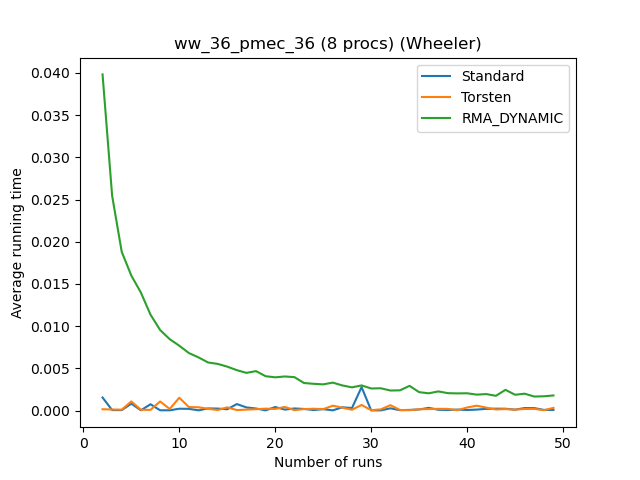 ww_36_pmec_36 (8 procs) (Wheeler)
Standard
Torsten
RMA_DYNAMIC
Average running time
0.040
0.035
0.030
0.025
0.020
0.015
0.010
0.005
0.000
0 10 20 30 40 50
Number of runs